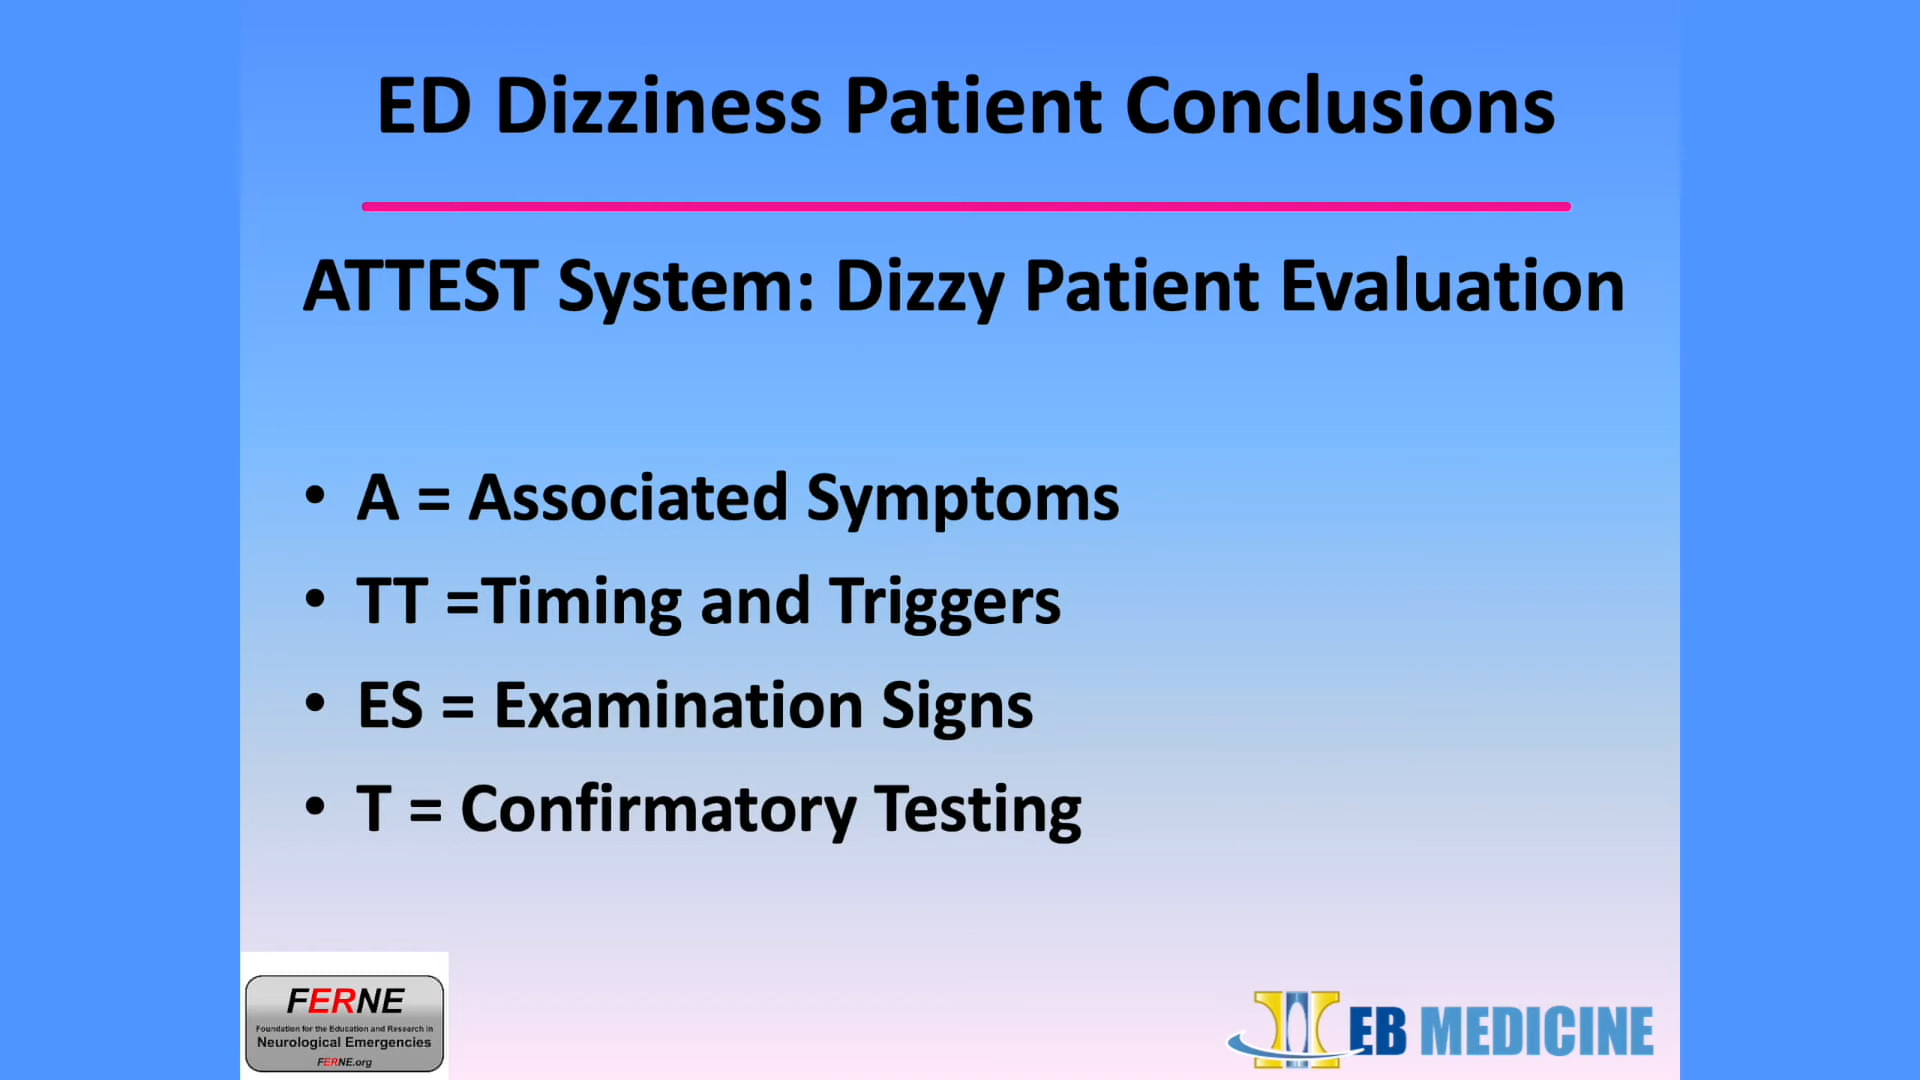 ED Dizziness Patient Conclusions
ATTEST System: Dizzy Patient Evaluation
• A = Associated Symptoms
• TT =Timing and Triggers
• ES = Examination Signs
• T = Confirmatory Testing
FERNE
Foundation for the Education and Research in
Neurological Emergencies
FERNE.org
EB MEDICINE